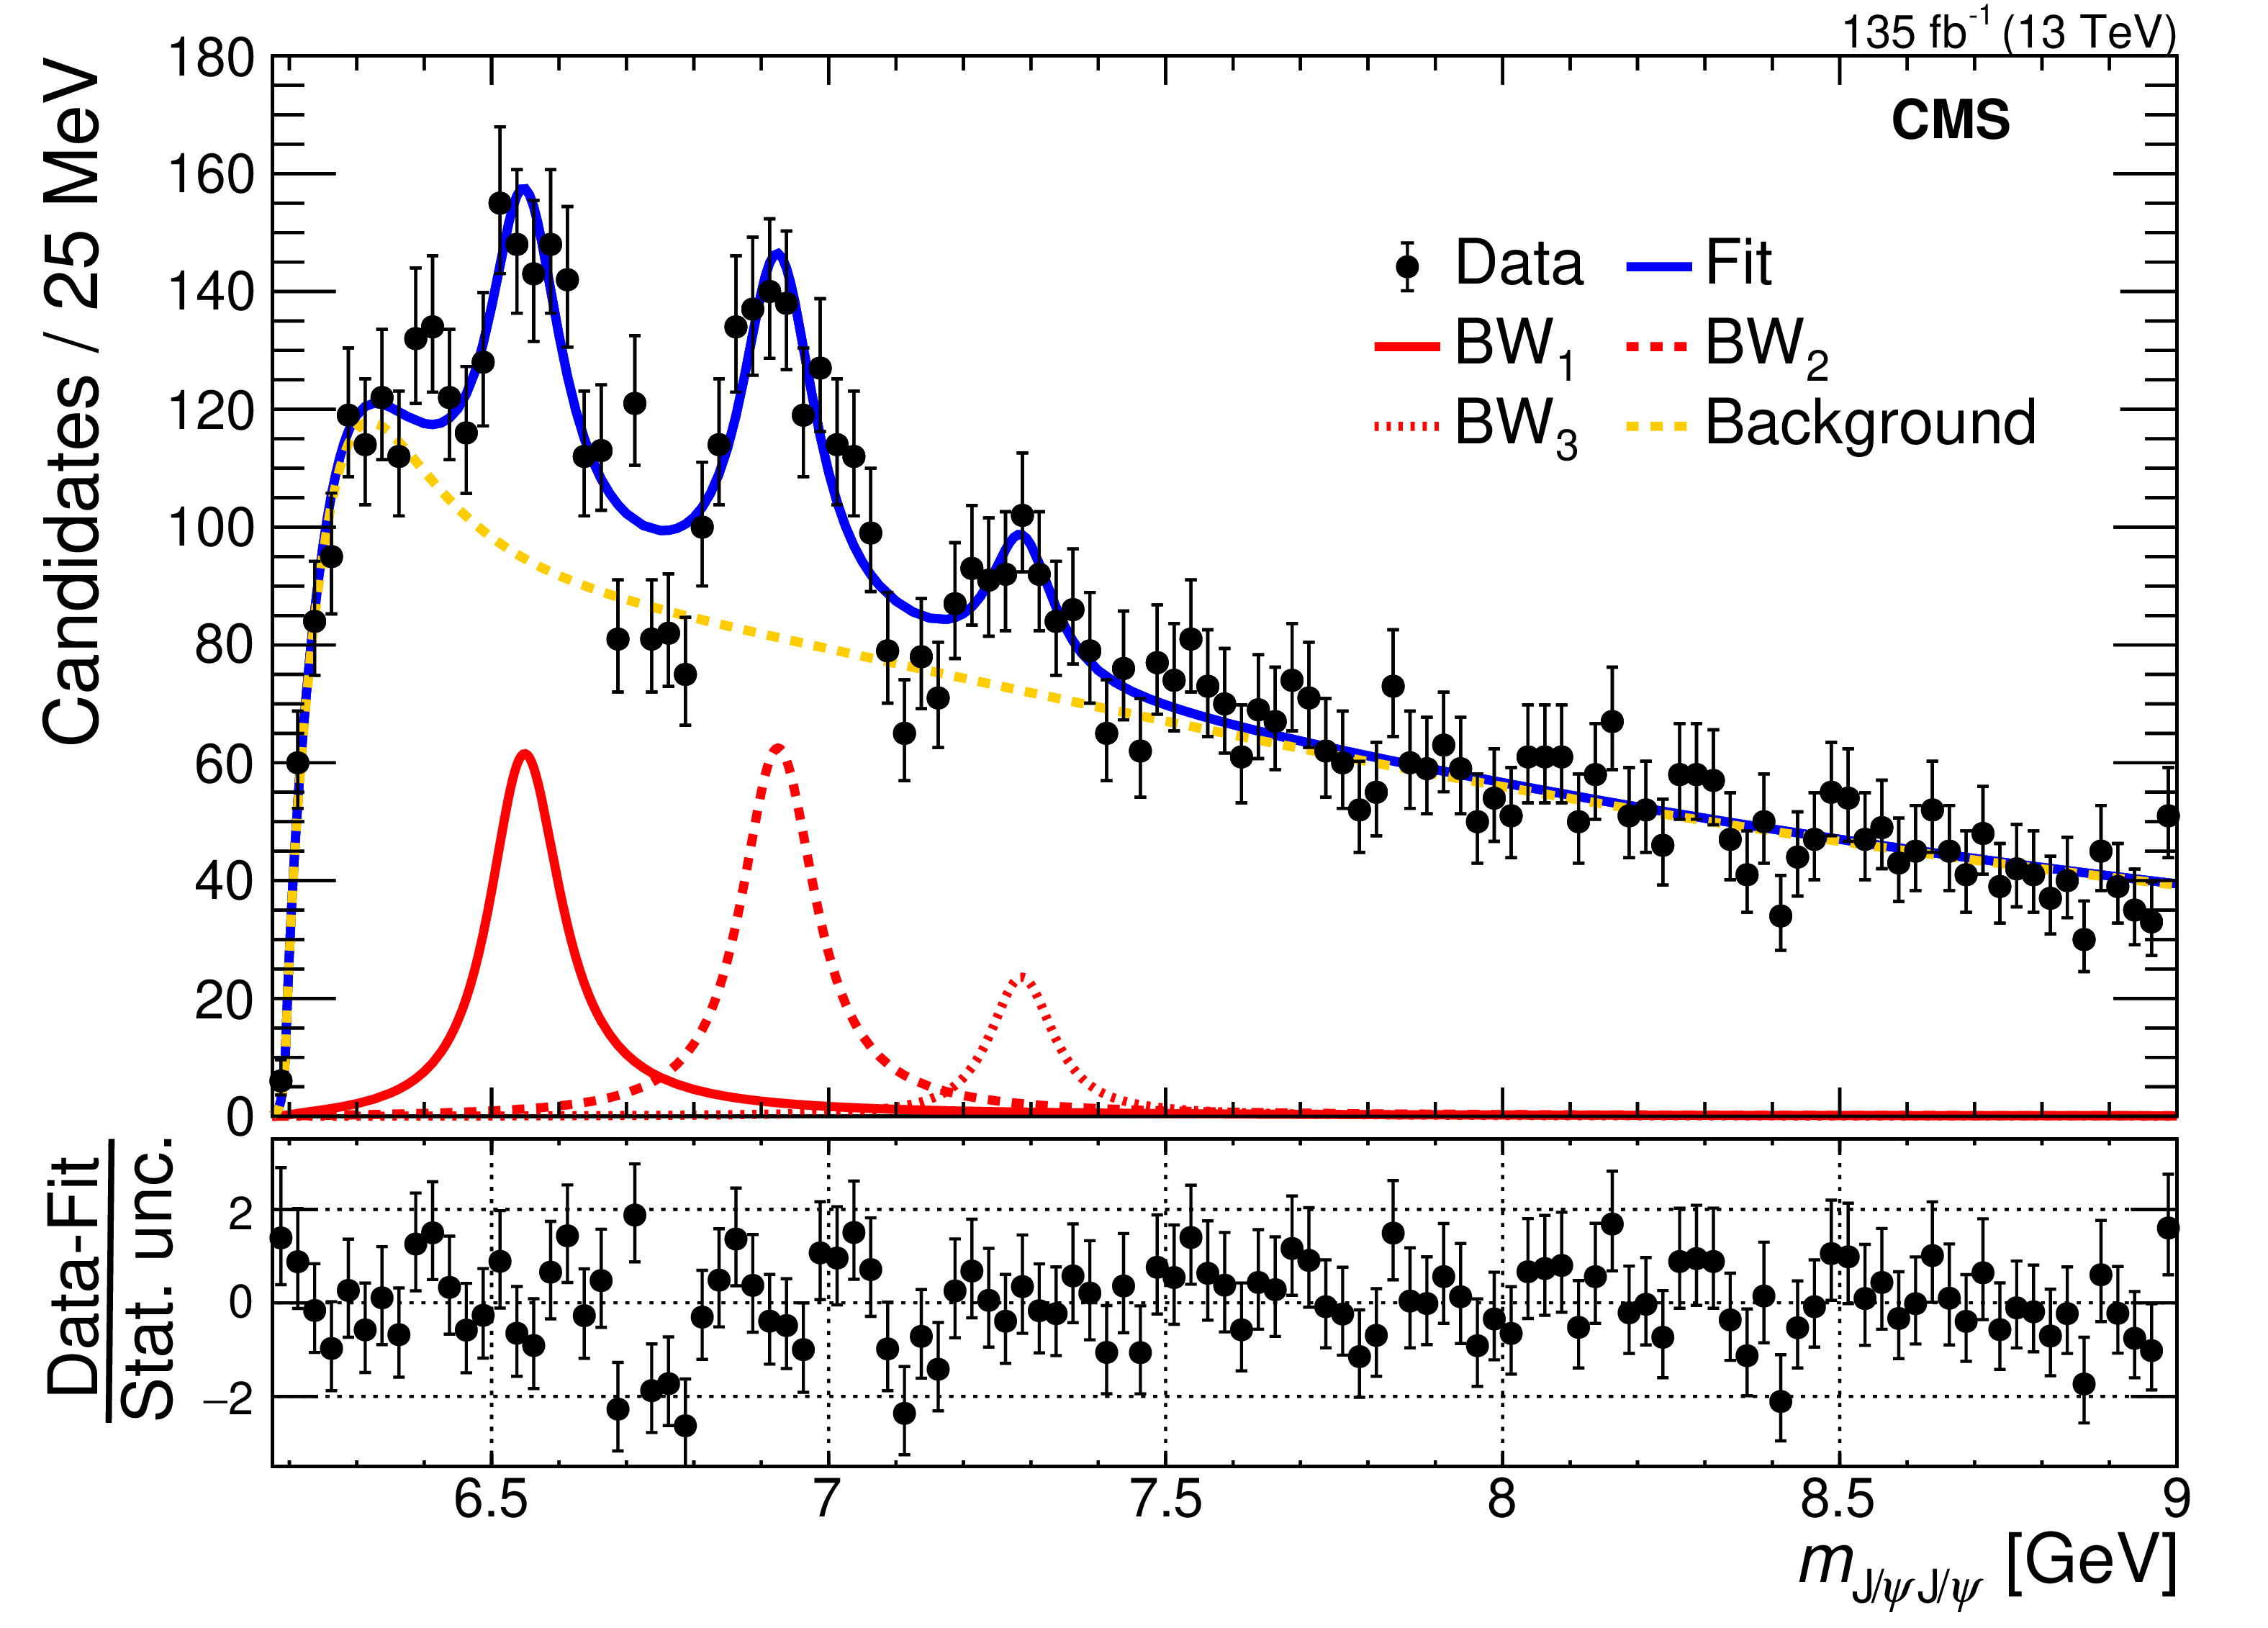 135 fb-1 (13 TeV)
CMS
Candidates / 25 MeV
180
160
140
120
100
80
60
40
20
0
Data
Fit
BW1
BW2
BW3
Background
Data-Fit
Stat. unc.
2
0
−2
6.5 7 7.5 8 8.5 9
mJ/ψJ/ψ [GeV]